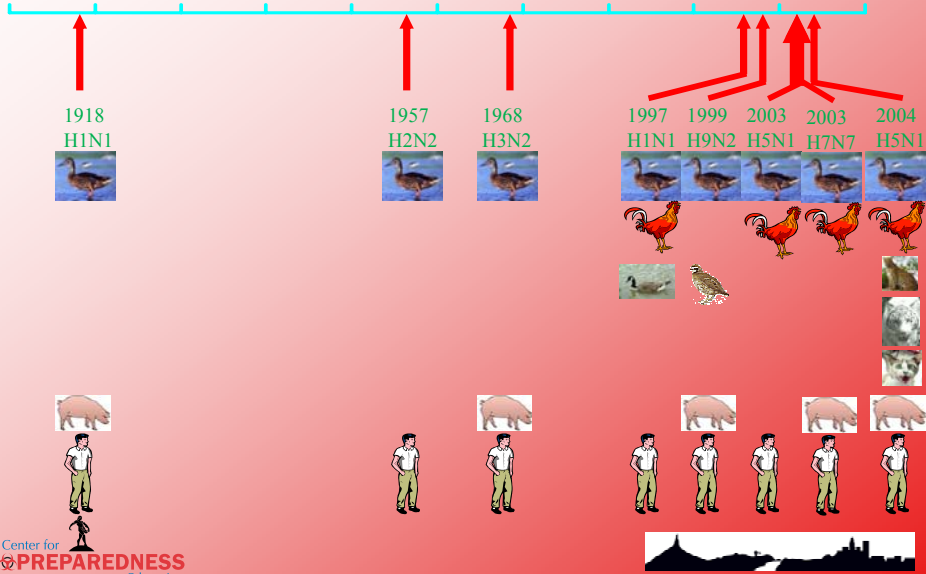 1918
H1N1
1957
H2N2
1968
H3N2
1997
H1N1
1999
H9N2
2003
H5N1
2003
H7N7
2004
H5N1
Center for
PREPAREDNESS